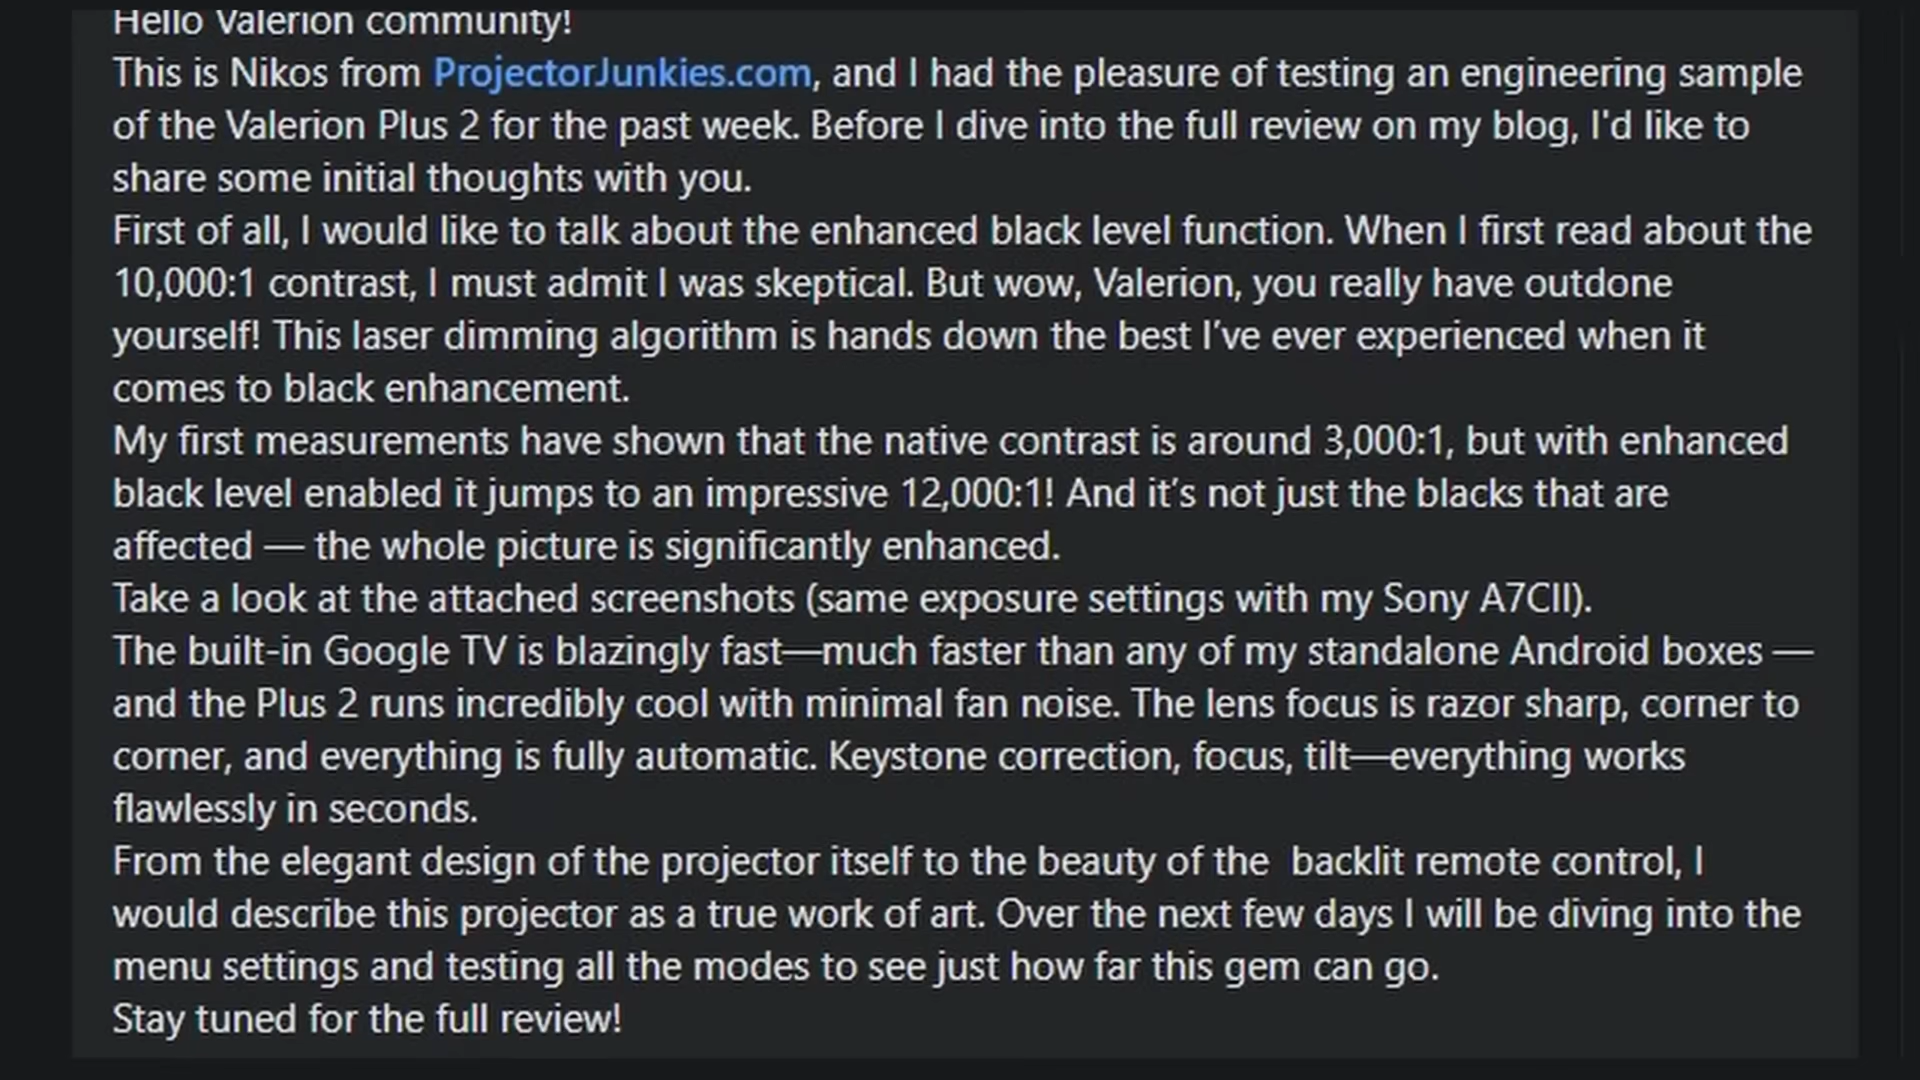 Hello Valerion community!
This is Nikos from ProjectorJunkies.com, and I had the pleasure of testing an engineering sample
of the Valerion Plus 2 for the past week. Before I dive into the full review on my blog, I'd like to
share some initial thoughts with you.
First of all, I would like to talk about the enhanced black level function. When I first read about the
10,000:1 contrast, I must admit I was skeptical. But wow, Valerion, you really have outdone
yourself! This laser dimming algorithm is hands down the best I’ve ever experienced when it
comes to black enhancement.
My first measurements have shown that the native contrast is around 3,000:1, but with enhanced
black level enabled it jumps to an impressive 12,000:1! And it’s not just the blacks that are
affected — the whole picture is significantly enhanced.
Take a look at the attached screenshots (same exposure settings with my Sony A7CII).
The built-in Google TV is blazingly fast—much faster than any of my standalone Android boxes —
and the Plus 2 runs incredibly cool with minimal fan noise. The lens focus is razor sharp, corner to
corner, and everything is fully automatic. Keystone correction, focus, tilt—everything works
flawlessly in seconds.
From the elegant design of the projector itself to the beauty of the  backlit remote control, I
would describe this projector as a true work of art. Over the next few days I will be diving into the
menu settings and testing all the modes to see just how far this gem can go.
Stay tuned for the full review!